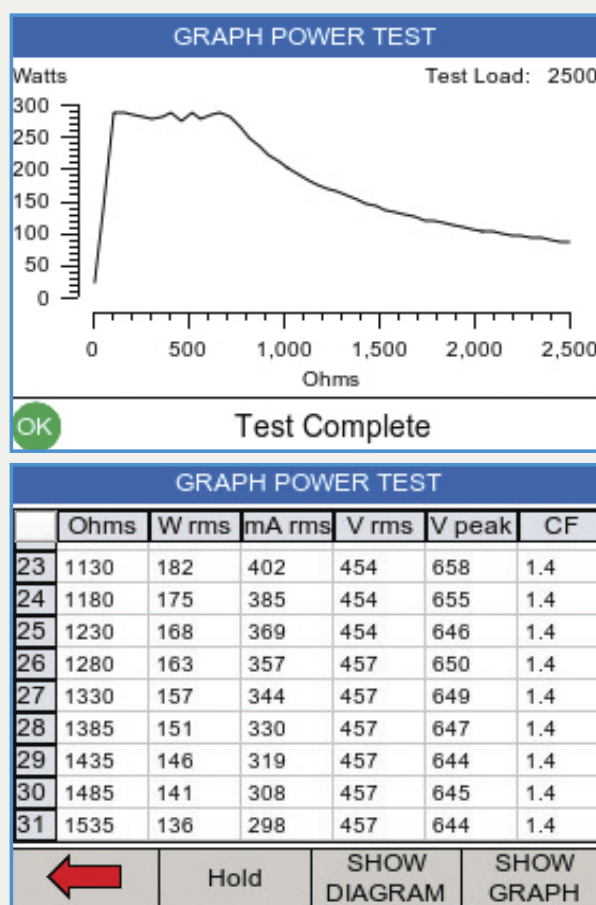 GRAPH POWER TEST
Watts Test Load: 2500
300
250
200
150
100
50
0
0 500 1,000 1,500 2,000 2,500
Ohms
OK Test Complete
GRAPH POWER TEST
Ohms W rms mA rms V rms V peak CF
23 1130 182 402 454 658 1.4
24 1180 175 385 454 655 1.4
25 1230 168 369 454 646 1.4
26 1280 163 357 457 650 1.4
27 1330 157 344 457 649 1.4
28 1385 151 330 457 647 1.4
29 1435 146 319 457 644 1.4
30 1485 141 308 457 645 1.4
31 1535 136 298 457 644 1.4
Hold SHOW DIAGRAM SHOW GRAPH